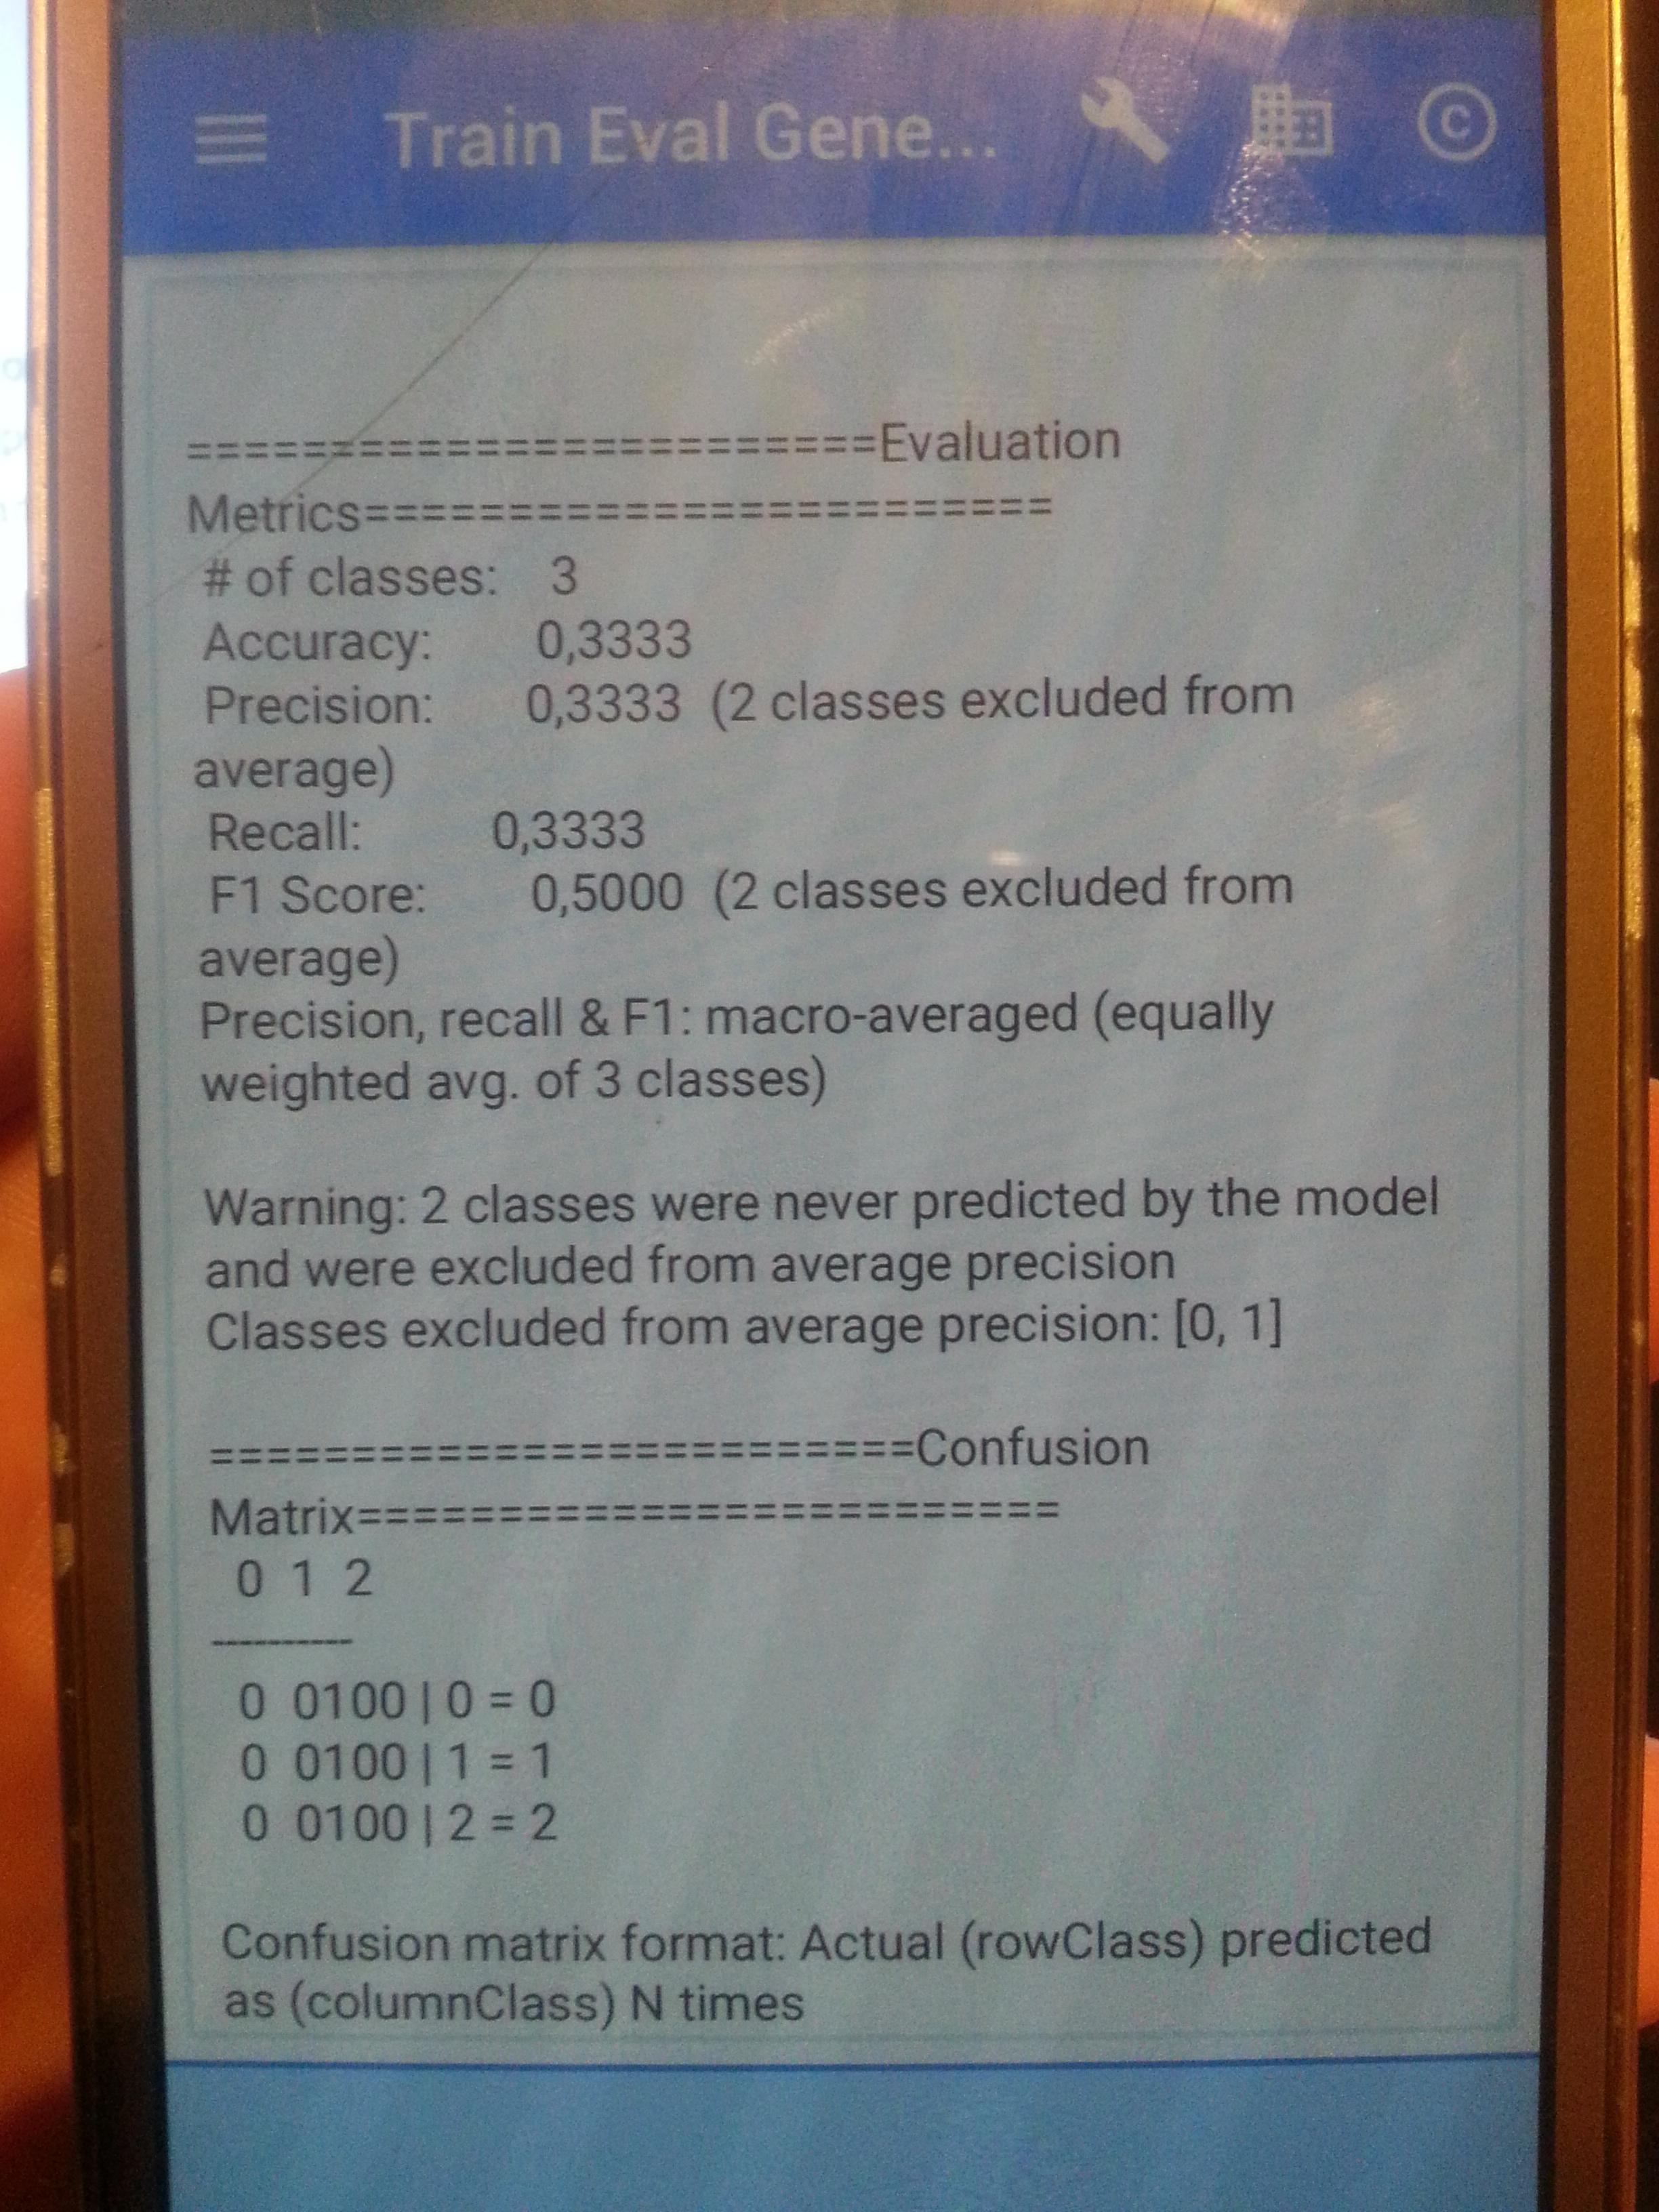 Train Eval Gene...
========================Evaluation
Metrics========================
# of classes: 3
Accuracy: 0,3333
Precision: 0,3333 (2 classes excluded from
average)
Recall: 0,3333
F1 Score: 0,5000 (2 classes excluded from
average)
Precision, recall & F1: macro-averaged (equally
weighted avg. of 3 classes)
Warning: 2 classes were never predicted by the model
and were excluded from average precision
Classes excluded from average precision: [0, 1]
=========================Confusion
Matrix=========================
0 1 2
----------
0 0100 | 0 = 0
0 0100 | 1 = 1
0 0100 | 2 = 2
Confusion matrix format: Actual (rowClass) predicted
as (columnClass) N times